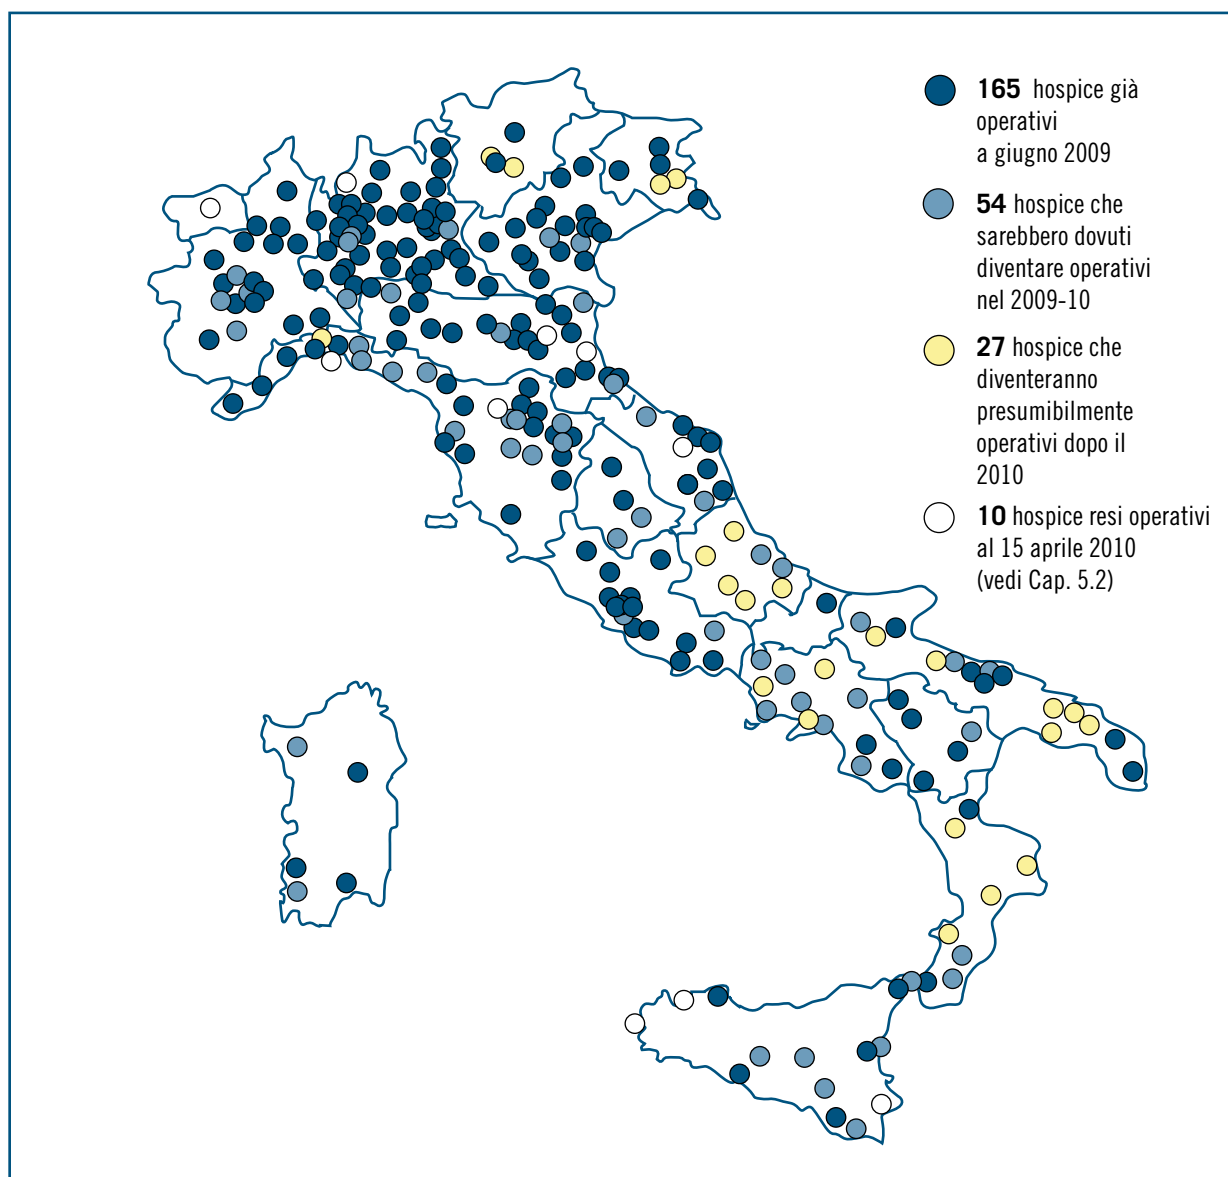 165 hospice già
operativi
a giugno 2009
54 hospice che
sarebbero dovuti
diventare operativi
nel 2009-10
27 hospice che
diventeranno
presumibilmente
operativi dopo il
2010
10 hospice resi operativi
al 15 aprile 2010
(vedi Cap. 5.2)